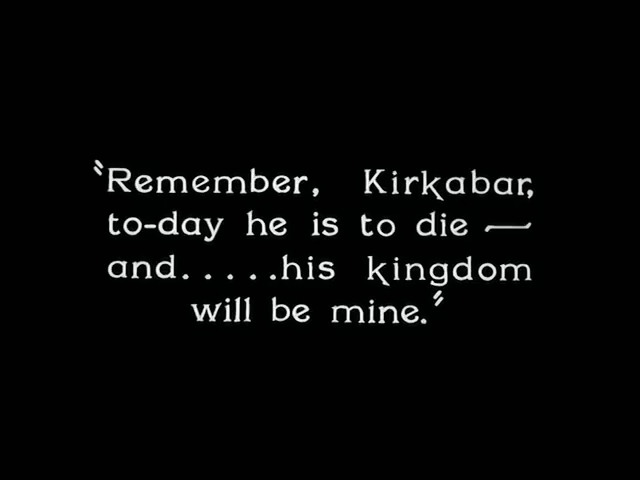 "Remember, Kirkabar,
to-day he is to die —
and.....his kingdom
will be mine."